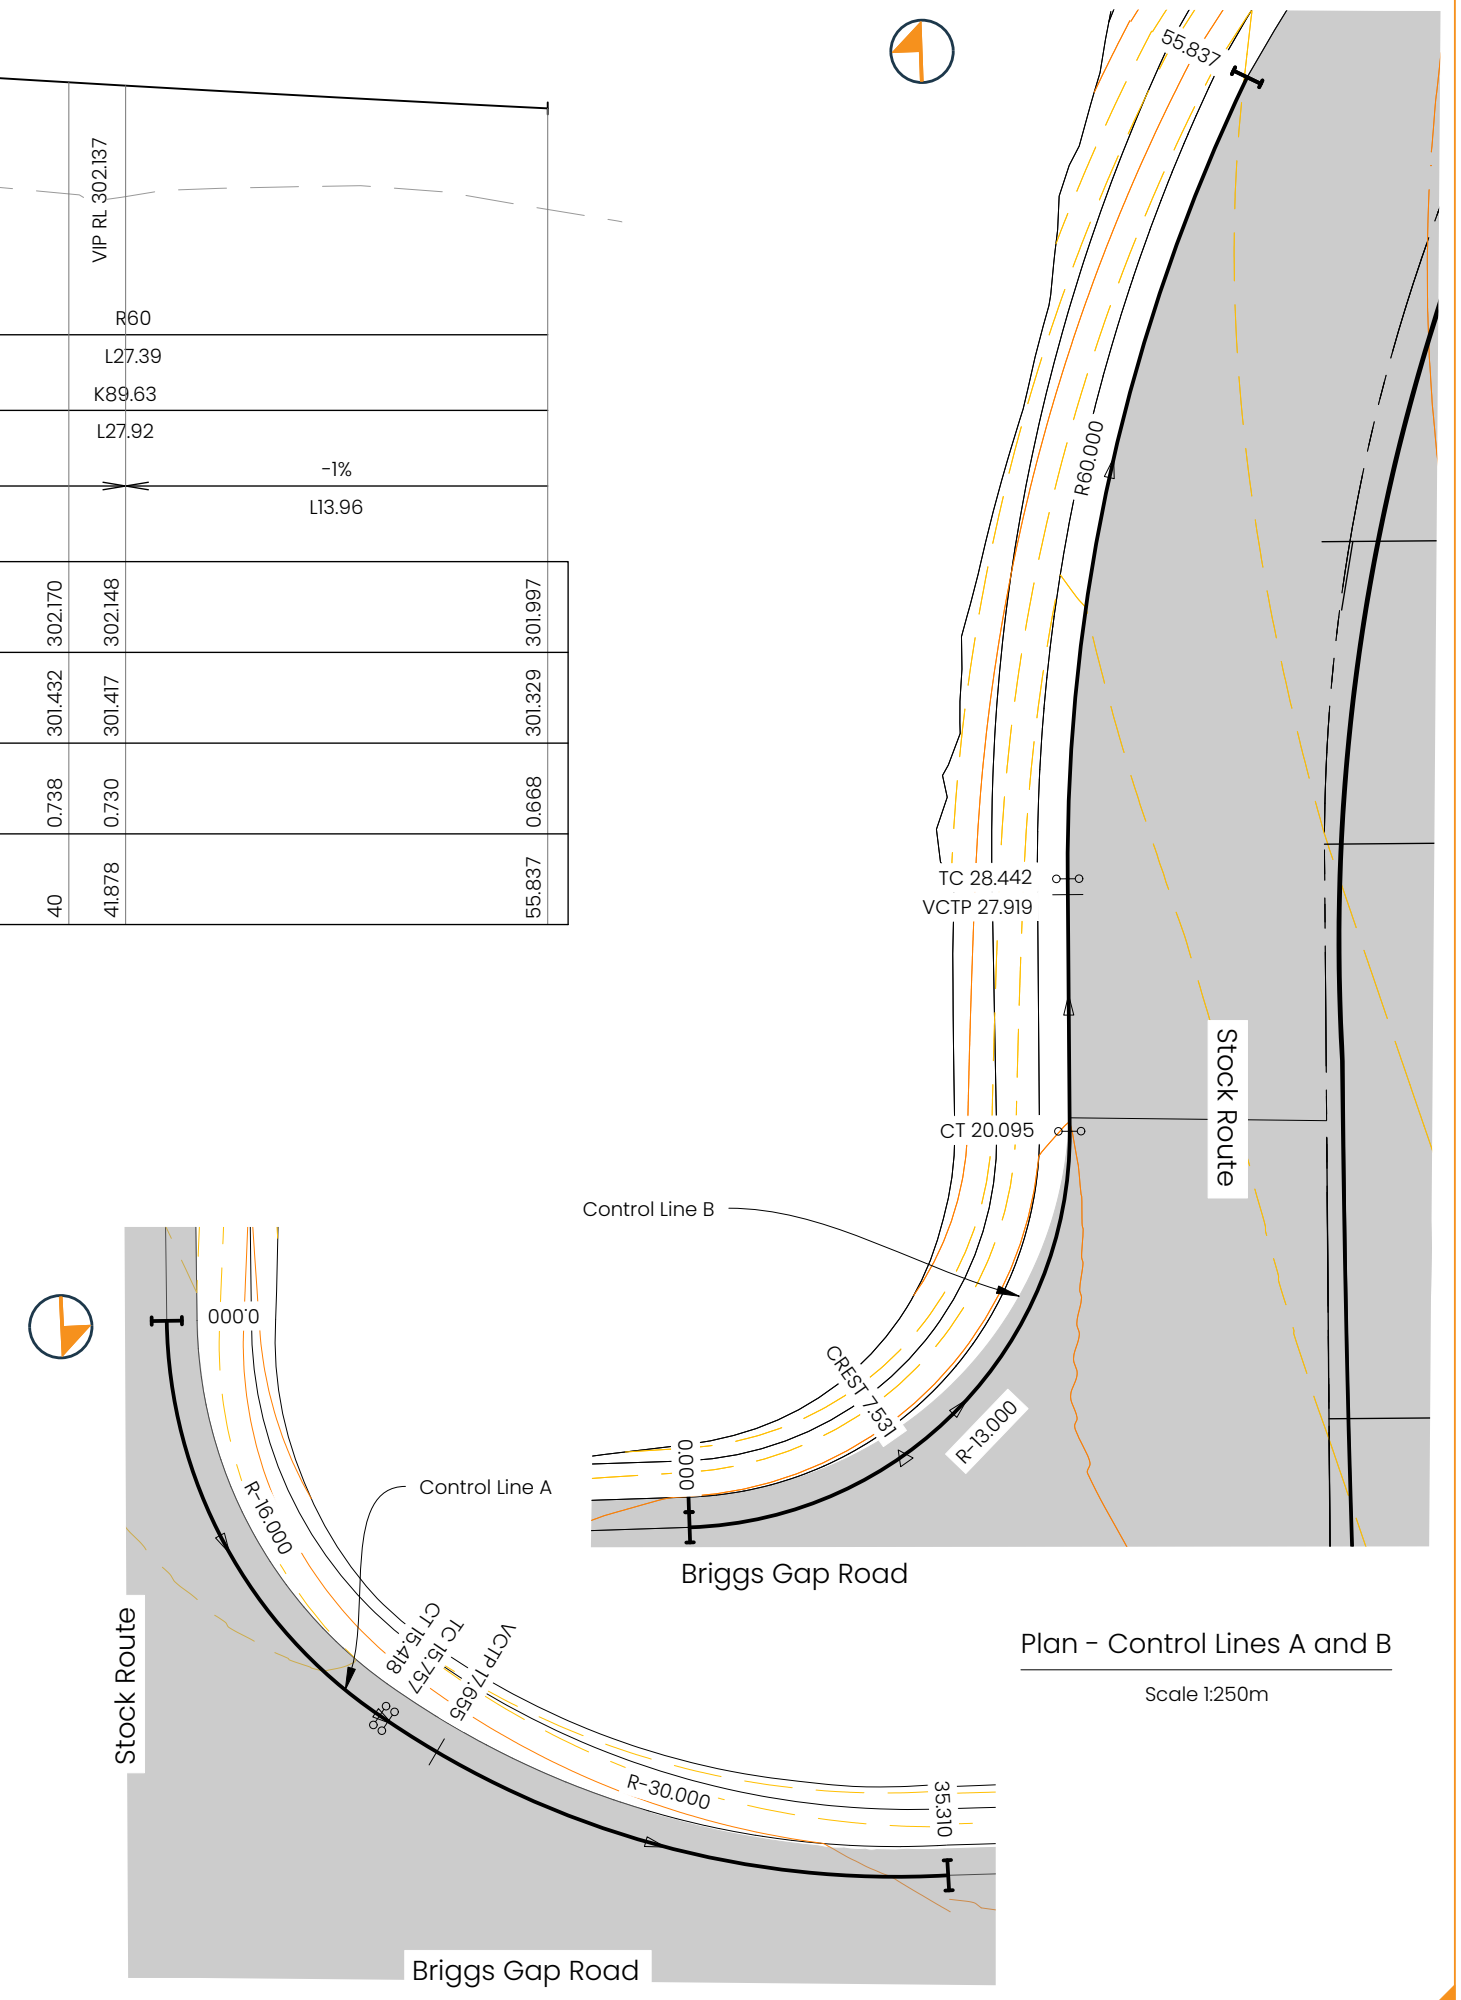 VIP RL 302.137
R60
L27.39
K89.63
L27.92
-1%
L13.96
302.170
302.148
301.997
301.432
301.417
301.329
0.738
0.730
0.668
40
41.878
55.837
55.837
R60.000
TC 28.442
VCTP 27.919
CT 20.095
Stock Route
Control Line B
CREST 7.531
R-13.000
0.000
Briggs Gap Road
0.000
R-16.000
Control Line A
CT 15.418
TC 15.757
VCTP 17.655
Stock Route
R-30.000
35.310
Briggs Gap Road
Plan - Control Lines A and B
Scale 1:250m